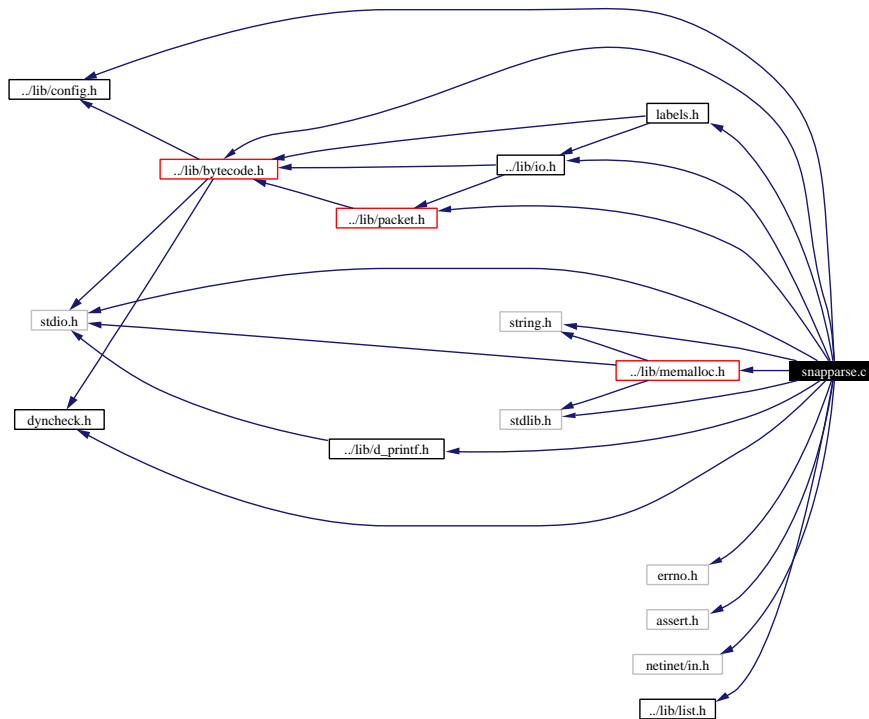 ../lib/config.h
labels.h
../lib/bytecode.h
../lib/io.h
../lib/packet.h
stdio.h
string.h
../lib/memalloc.h
snapparse.c
dyncheck.h
stdlib.h
../lib/d_printf.h
errno.h
assert.h
netinet/in.h
../lib/list.h